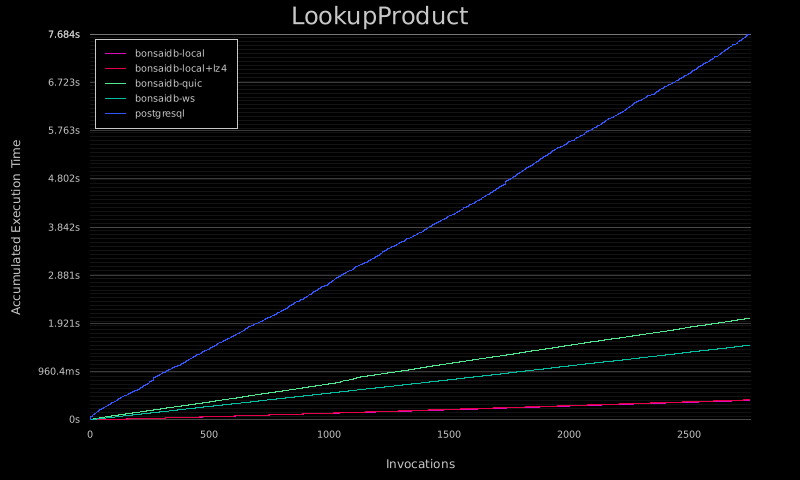 LookupProduct
7.684s
6.723s
5.763s
4.802s
3.842s
2.881s
1.921s
960.4ms
0s
bonsaidb-local
bonsaidb-local+lz4
bonsaidb-quic
bonsaidb-ws
postgresql
Accumulated Execution Time
0 500 1000 1500 2000 2500
Invocations